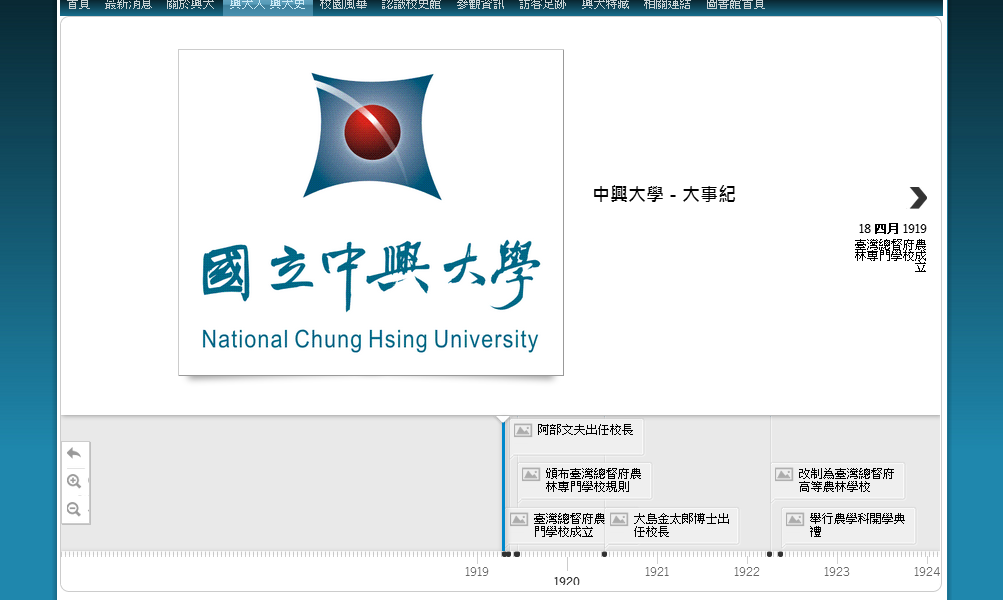 首頁 最新消息 關於興大 興大人 興大史 校園風華 認識校史館 參觀資訊 訪客足跡 興大特藏 相關連結 圖書館首頁
國立中興大學
National Chung Hsing University
中興大學 - 大事紀
18 四月 1919
臺灣總督府農
林專門學校成
立
阿部文夫出任校長
頒布臺灣總督府農
林專門學校規則
改制為臺灣總督府
高等農林學校
臺灣總督府農
門學校成立
大島金太郎博士出
任校長
舉行農學科開學典
禮
1919 1920 1921 1922 1923 1924